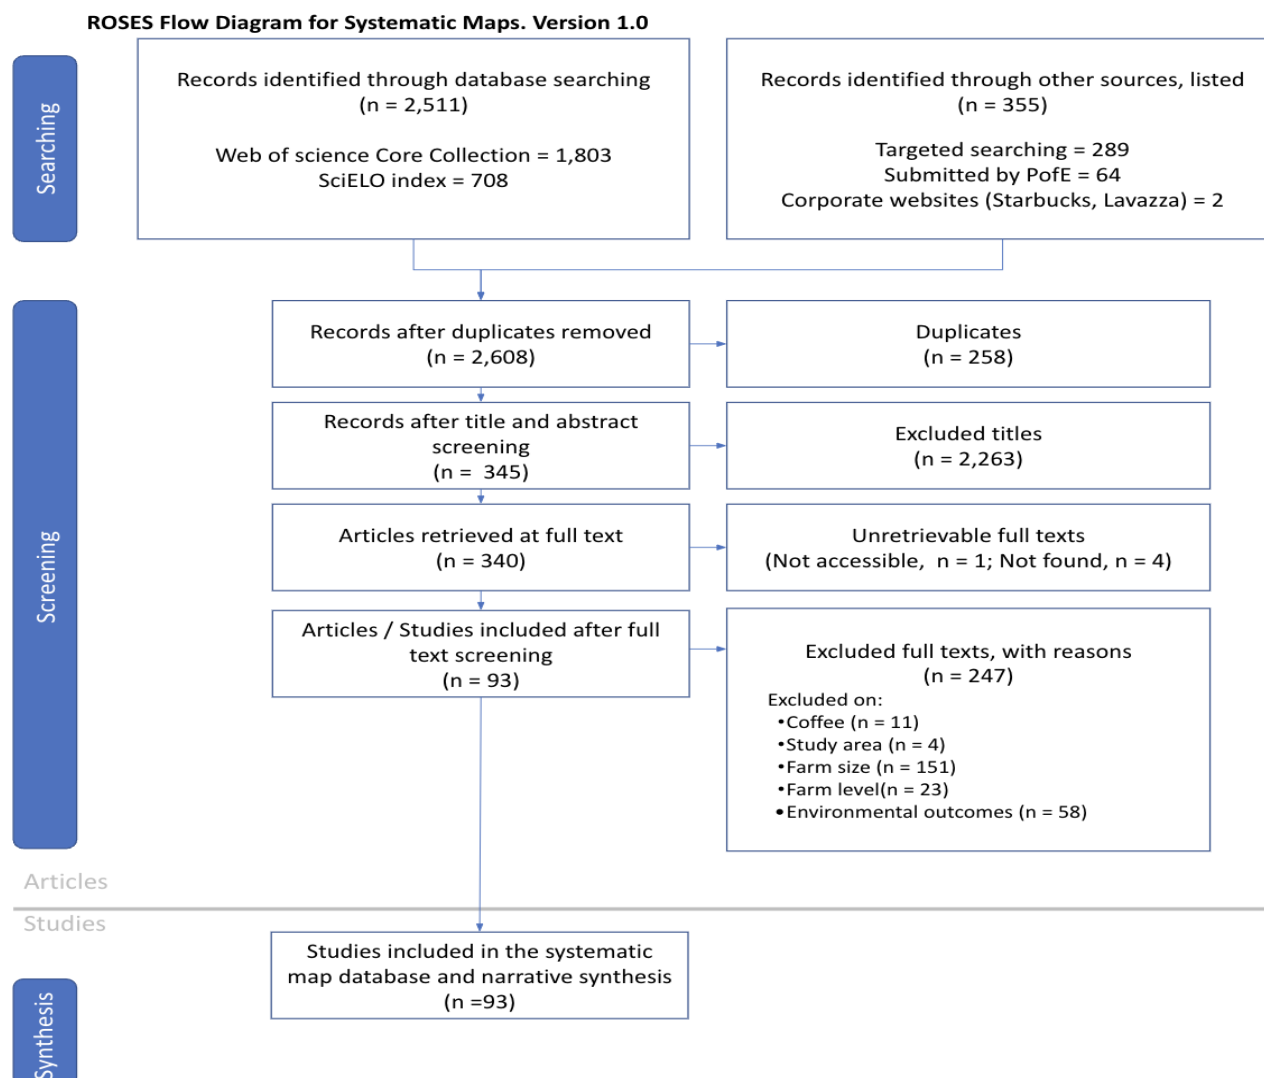 ROSES Flow Diagram for Systematic Maps. Version 1.0
Searching
Records identified through database searching
(n = 2,511)
Web of science Core Collection = 1,803
SciELO index = 708
Records identified through other sources, listed
(n = 355)
Targeted searching = 289
Submitted by PofE = 64
Corporate websites (Starbucks, Lavazza) = 2
Screening
Records after duplicates removed
(n = 2,608)
Duplicates
(n = 258)
Records after title and abstract
screening
(n =  345)
Excluded titles
(n = 2,263)
Articles retrieved at full text
(n = 340)
Unretrievable full texts
(Not accessible,  n = 1; Not found, n = 4)
Articles / Studies included after full
text screening
(n = 93)
Excluded full texts, with reasons
(n = 247)
Excluded on:
•Coffee (n = 11)
•Study area (n = 4)
•Farm size (n = 151)
•Farm level(n = 23)
•Environmental outcomes (n = 58)
Articles
Studies
Synthesis
Studies included in the systematic
map database and narrative synthesis
(n =93)